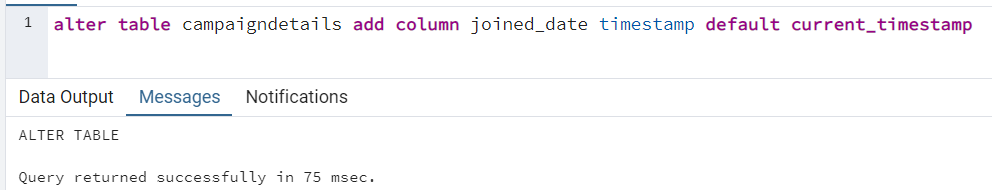 1 alter table campaigndetails add column joined_date timestamp default current_timestamp
Data Output Messages Notifications
ALTER TABLE
Query returned successfully in 75 msec.